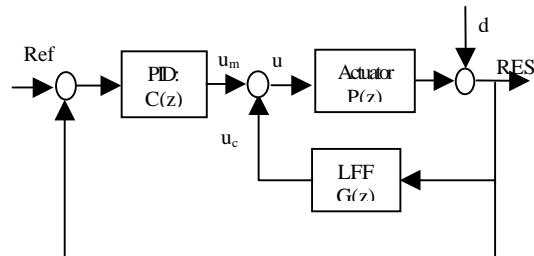 d
Ref
PID:
C(z)
u_m
u
Actuator
P(z)
RES
u_c
LFF
G(z)